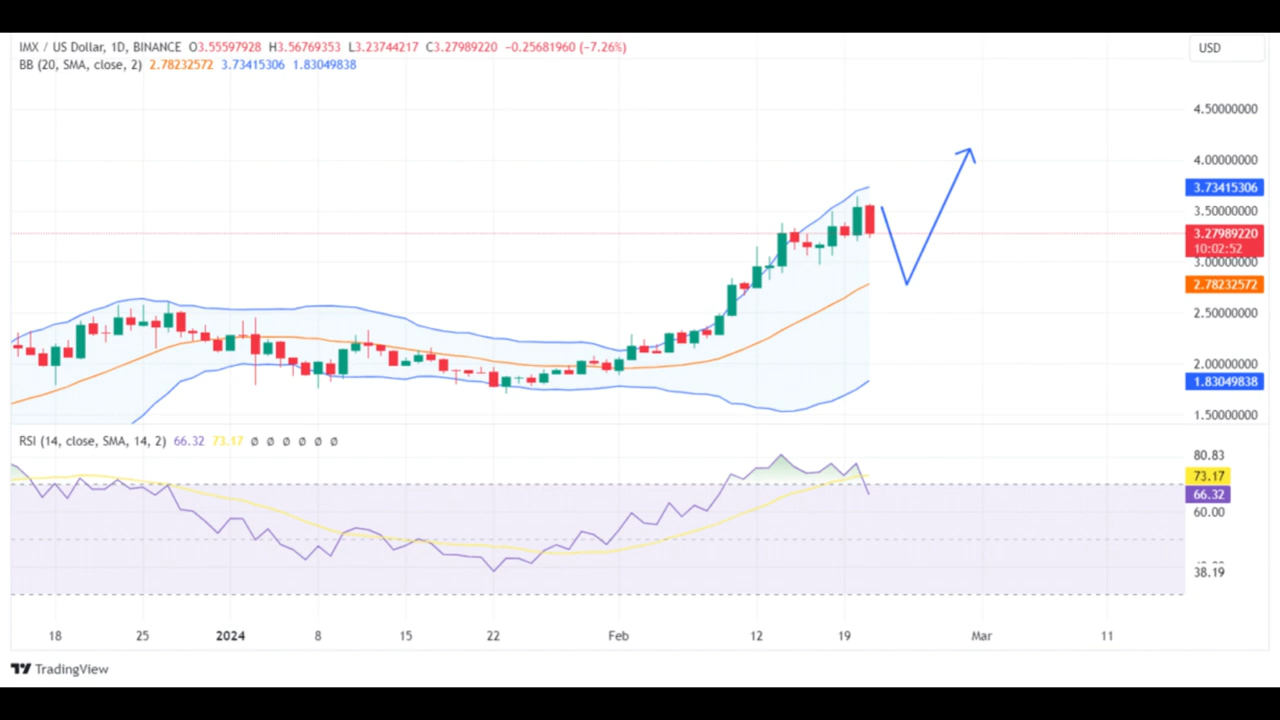 IMX / US Dollar, 1D, BINANCE O3.55597928 H3.56769353 L3.23744217 C3.27989220 −0.25681960 (−7.26%)
USD
BB (20, SMA, close, 2) 2.78232572 3.73415306 1.83049838
4.50000000
4.00000000
3.73415306
3.50000000
3.27989220
10:02:52
3.00000000
2.78232572
2.50000000
2.00000000
1.83049838
1.50000000
RSI (14, close, SMA, 14, 2) 66.32 73.17 ø ø ø ø ø ø
80.83
73.17
66.32
60.00
38.19
18 25 2024 8 15 22 Feb 12 19 Mar 11
TradingView